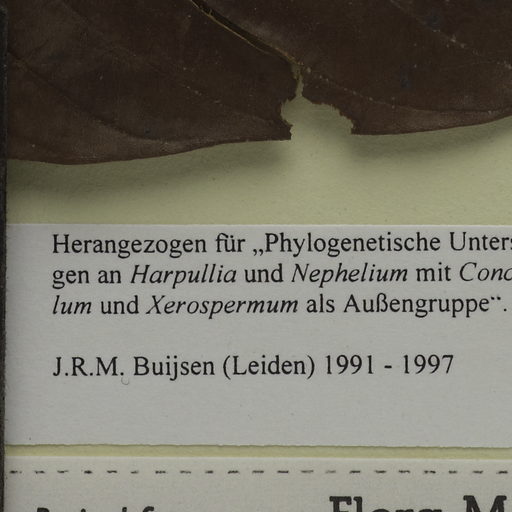 Herangezogen für „Phylogenetische Unters
gen an Harpullia und Nephelium mit Conc
lum und Xerospermum als Außengruppe“.
J.R.M. Buijsen (Leiden) 1991 - 1997
Flora M